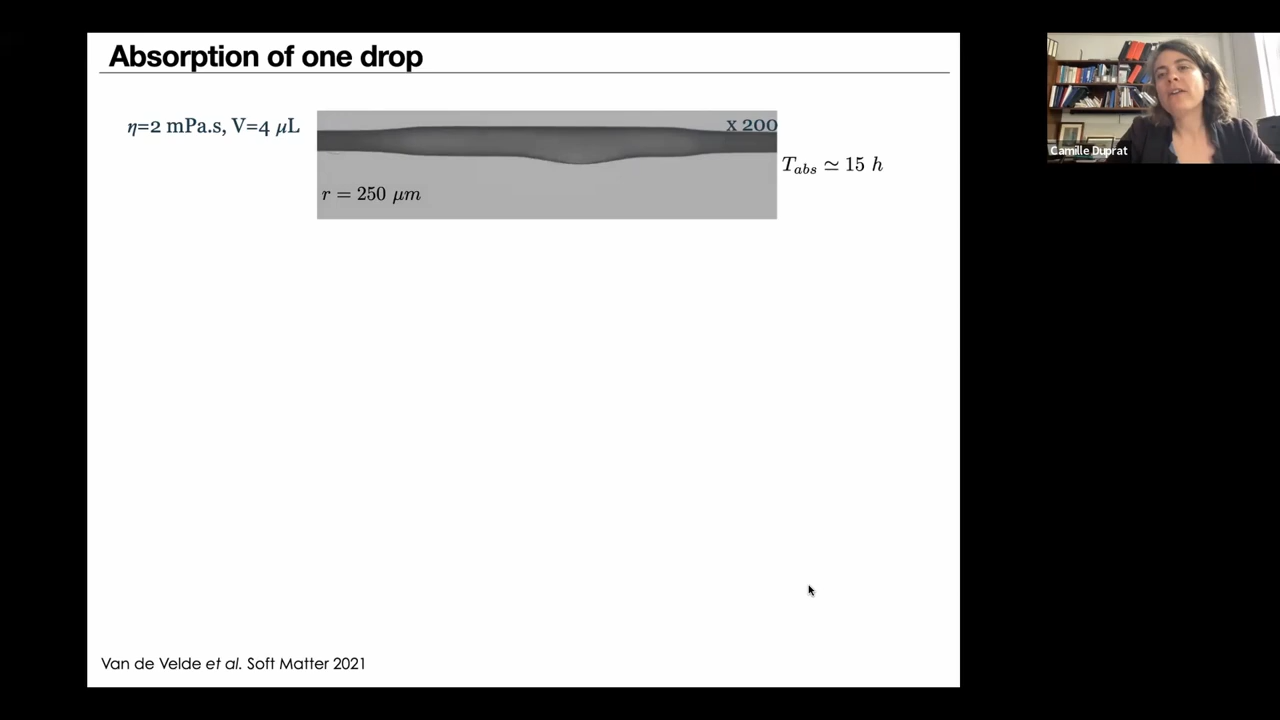 Absorption of one drop
η=2 mPa.s, V=4 μL
x 200
T_abs ≃ 15 h
r = 250 μm
Camille Duprat
Van de Velde et al. Soft Matter 2021